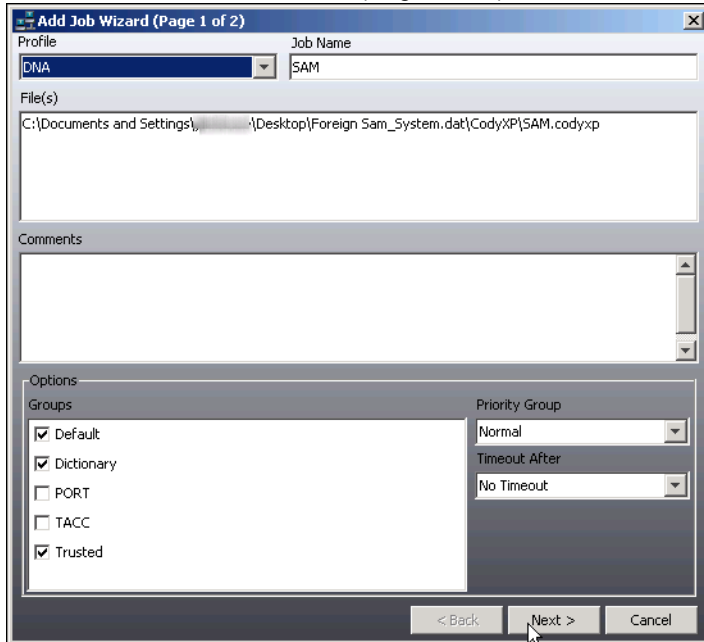 Add Job Wizard (Page 1 of 2)
Profile Job Name
DNA SAM
File(s)
C:\Documents and Settings\ \Desktop\Foreign Sam_System.dat\CodyXP\SAM.codyxp
Comments
Options
Groups Priority Group
Default Normal
Dictionary Timeout After
PORT No Timeout
TACC
Trusted
< Back Next > Cancel